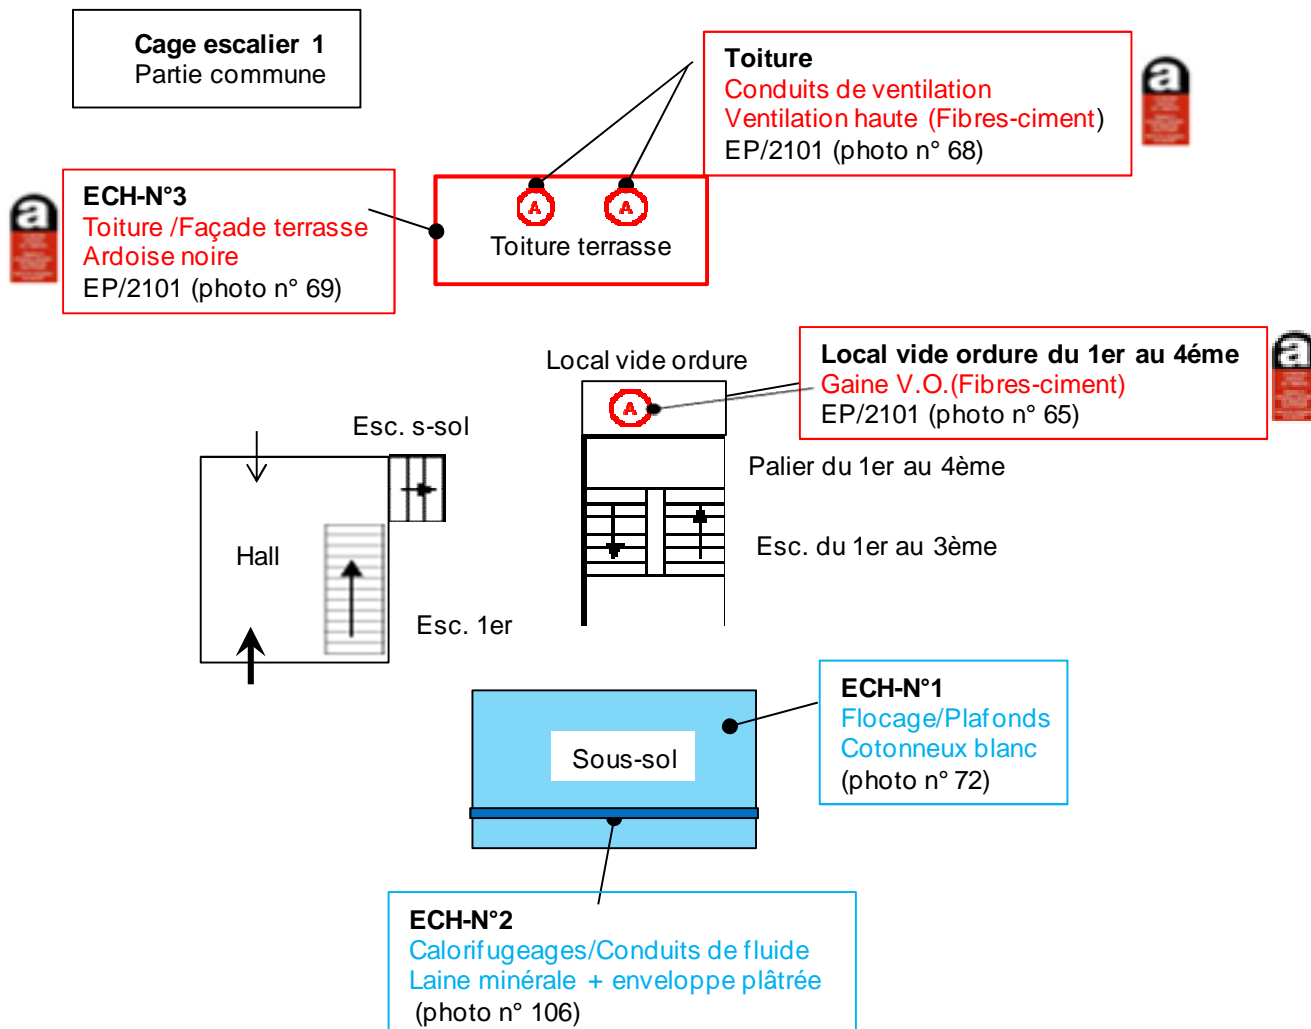 Cage escalier 1
Partie commune
Toiture
Conduits de ventilation
Ventilation haute (Fibres-ciment)
EP/2101 (photo n° 68)
a
ECH-N°3
Toiture /Façade terrasse
Ardoise noire
EP/2101 (photo n° 69)
a
A
A
Toiture terrasse
Local vide ordure
A
Local vide ordure du 1er au 4éme
Gaine V.O.(Fibres-ciment)
EP/2101 (photo n° 65)
a
Esc. s-sol
Palier du 1er au 4ème
Hall
Esc. du 1er au 3ème
Esc. 1er
Sous-sol
ECH-N°1
Flocage/Plafonds
Cotonneux blanc
(photo n° 72)
ECH-N°2
Calorifugeages/Conduits de fluide
Laine minérale + enveloppe plâtrée
(photo n° 106)